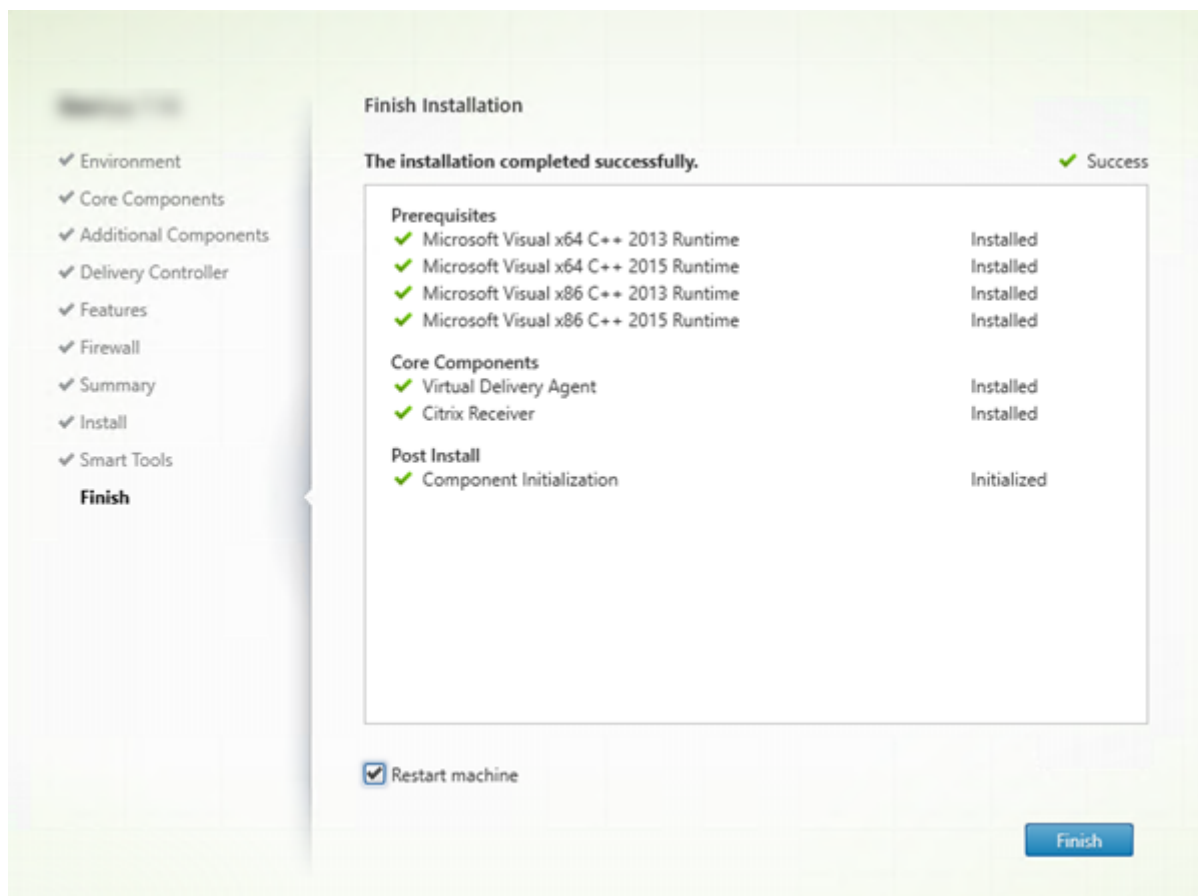 Environment
Core Components
Additional Components
Delivery Controller
Features
Firewall
Summary
Install
Smart Tools
Finish
Finish Installation
The installation completed successfully.
Success
Prerequisites
Microsoft Visual x64 C++ 2013 Runtime Installed
Microsoft Visual x64 C++ 2015 Runtime Installed
Microsoft Visual x86 C++ 2013 Runtime Installed
Microsoft Visual x86 C++ 2015 Runtime Installed
Core Components
Virtual Delivery Agent Installed
Citrix Receiver Installed
Post Install
Component Initialization Initialized
Restart machine
Finish